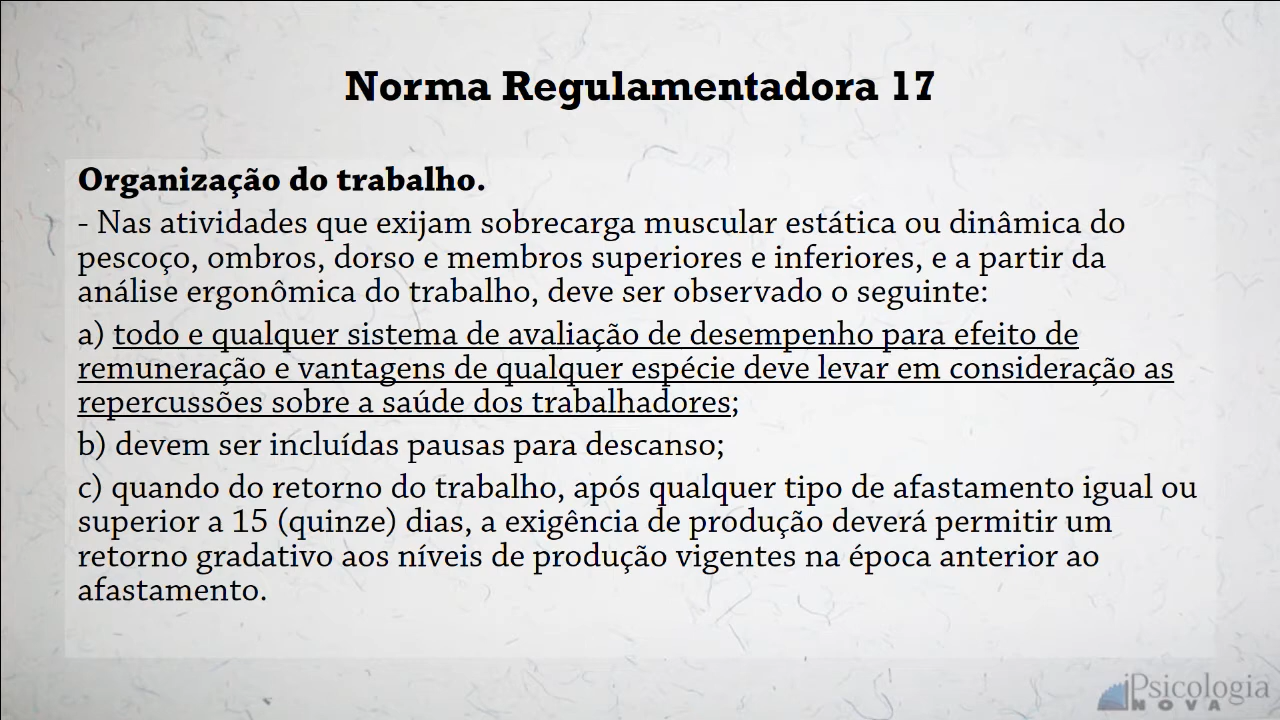 Norma Regulamentadora 17
Organização do trabalho.
- Nas atividades que exijam sobrecarga muscular estática ou dinâmica do
pescoço, ombros, dorso e membros superiores e inferiores, e a partir da
análise ergonômica do trabalho, deve ser observado o seguinte:
a) todo e qualquer sistema de avaliação de desempenho para efeito de
remuneração e vantagens de qualquer espécie deve levar em consideração as
repercussões sobre a saúde dos trabalhadores;
b) devem ser incluídas pausas para descanso;
c) quando do retorno do trabalho, após qualquer tipo de afastamento igual ou
superior a 15 (quinze) dias, a exigência de produção deverá permitir um
retorno gradativo aos níveis de produção vigentes na época anterior ao
afastamento.
Psicologia
NOVA